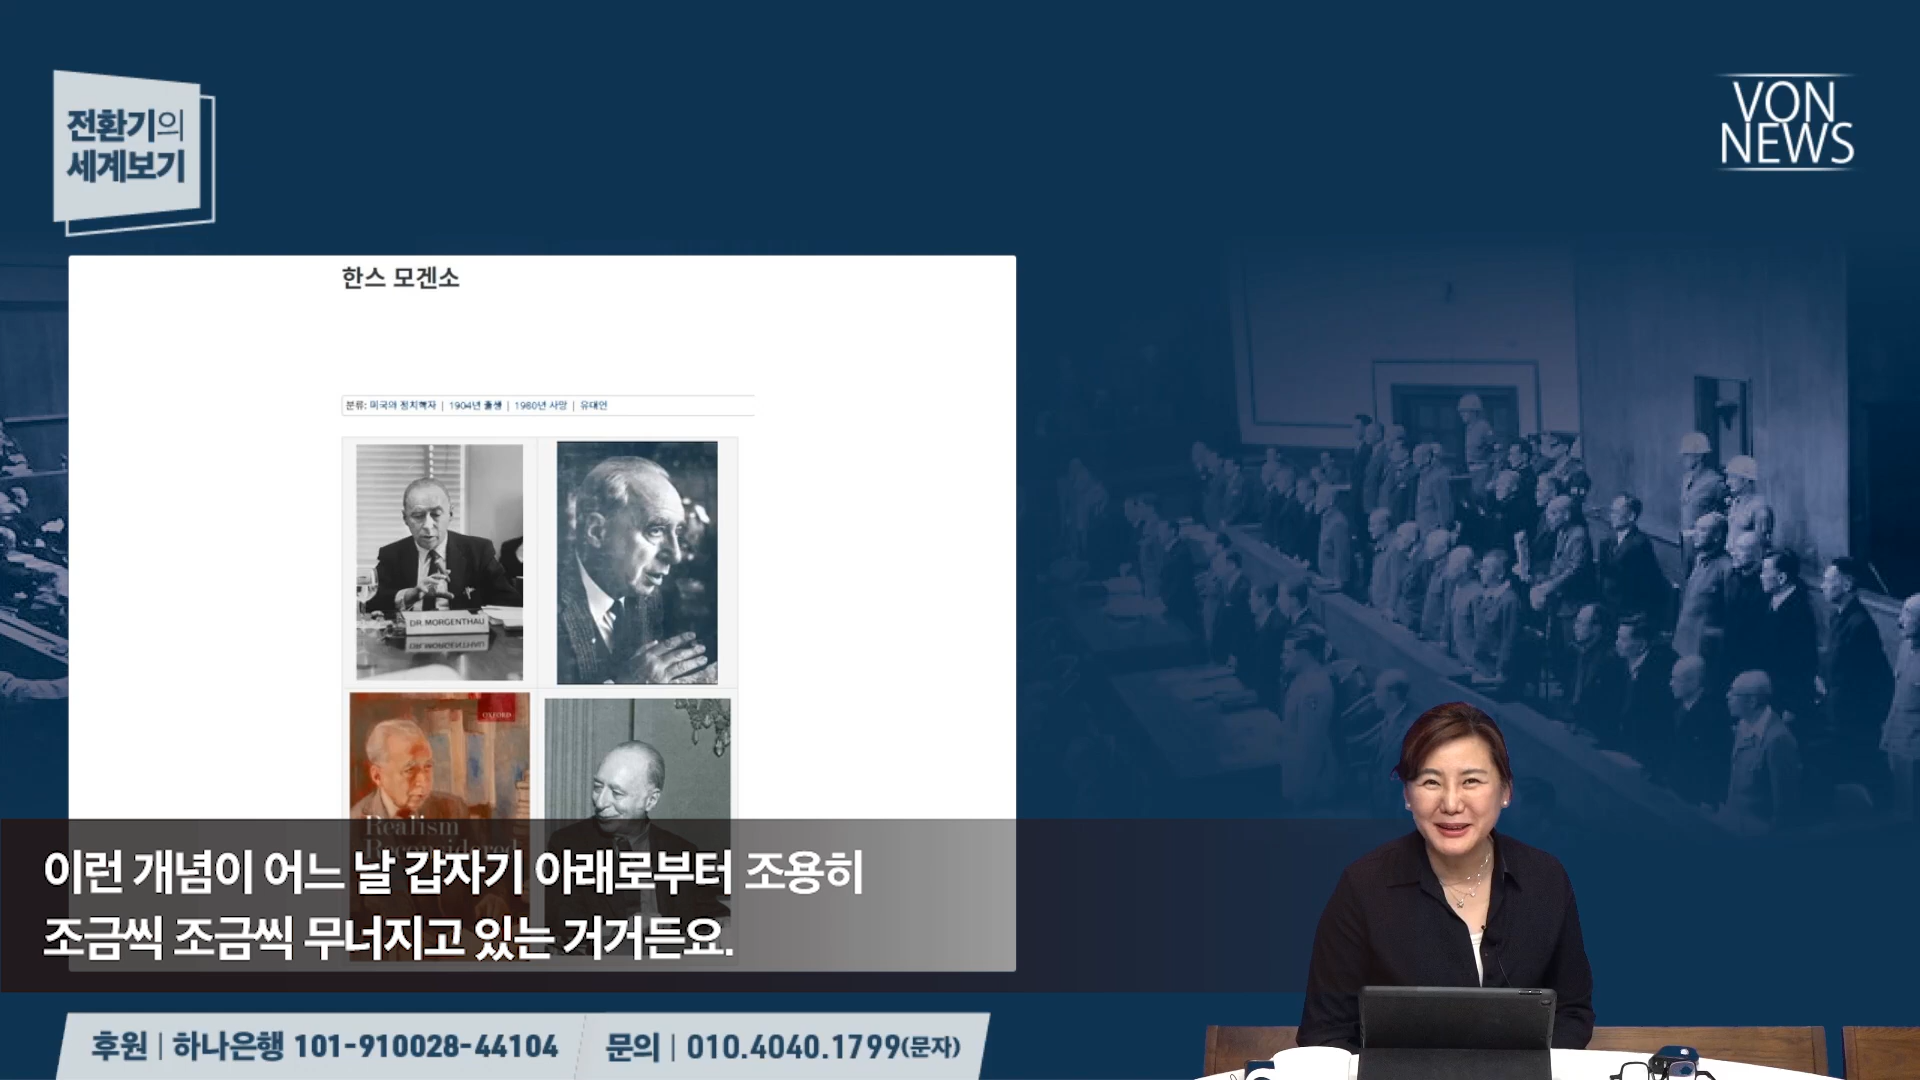 전환기의
세계보기
VON
NEWS
한스 모겐소
분류: 미국의 정치학자 | 1904년 출생 | 1980년 사망 | 유대인
DR. MORGENTHAU
OXFORD
Realism
Reconsidered
이런 개념이 어느 날 갑자기 아래로부터 조용히
조금씩 조금씩 무너지고 있는 거거든요.
후원 | 하나은행 101-910028-44104
문의 | 010.4040.1799(문자)